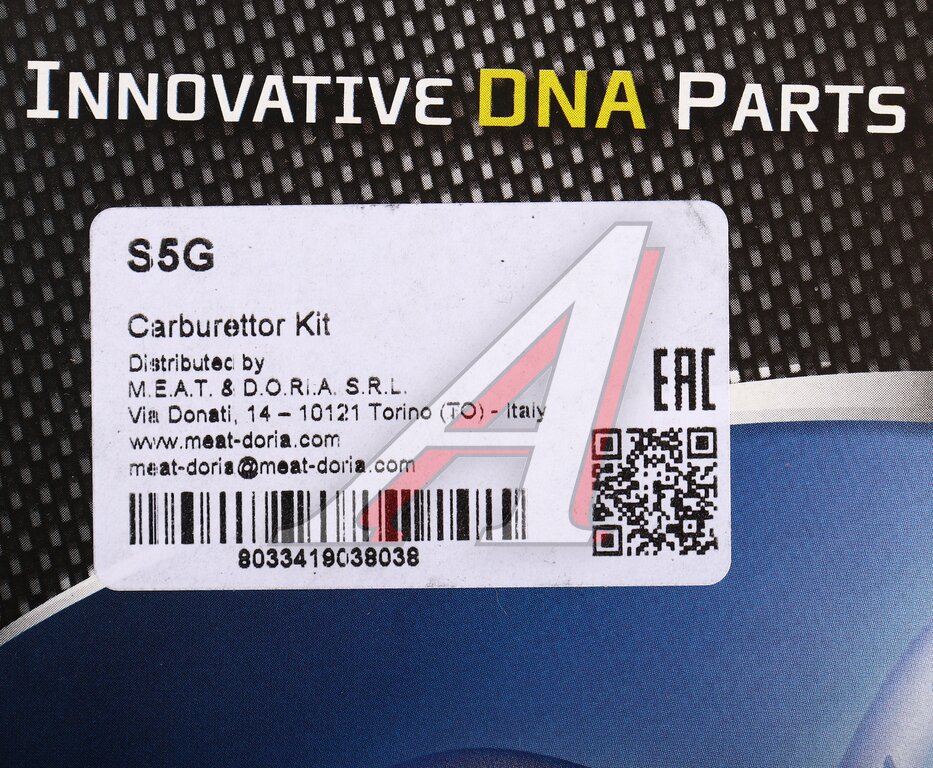 INNOVATIVE DNA PARTS
S5G
Carburettor Kit
Distributed by
M.E.A.T. & D.O.R.I.A. S.R.L.
Via Donati, 14 – 10121 Torino (TO) - Italy
www.meat-doria.com
meat-doria@meat-doria.com
EAC
8033419038038